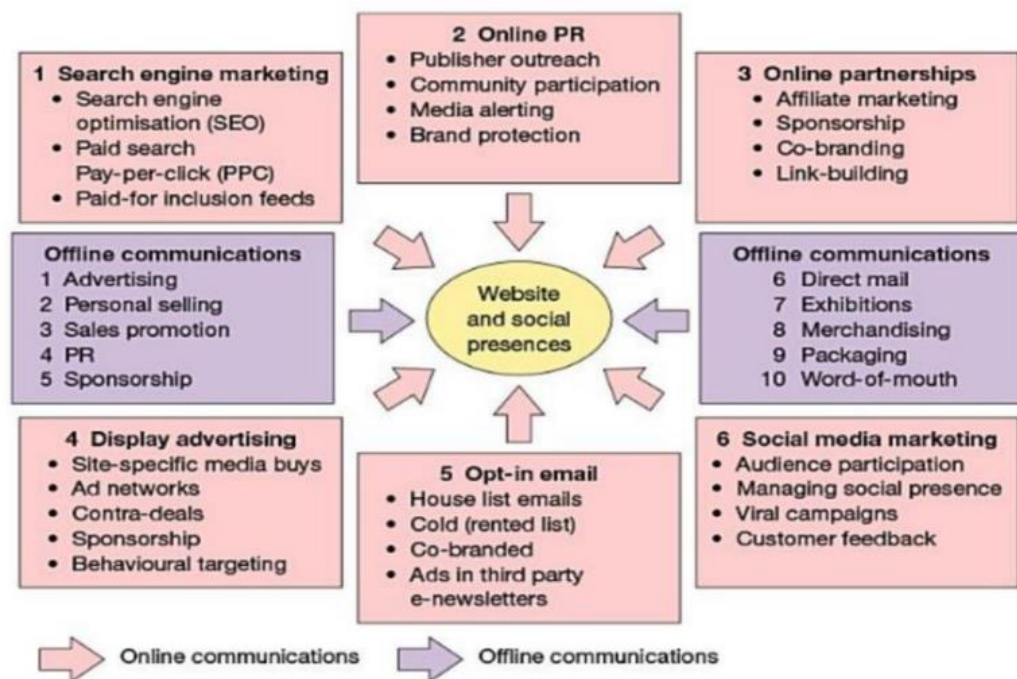 1 Search engine marketing
• Search engine
optimisation (SEO)
• Paid search
Pay-per-click (PPC)
• Paid-for inclusion feeds
2 Online PR
• Publisher outreach
• Community participation
• Media alerting
• Brand protection
3 Online partnerships
• Affiliate marketing
• Sponsorship
• Co-branding
• Link-building
Offline communications
1 Advertising
2 Personal selling
3 Sales promotion
4 PR
5 Sponsorship
Website
and social
presences
Offline communications
6 Direct mail
7 Exhibitions
8 Merchandising
9 Packaging
10 Word-of-mouth
4 Display advertising
• Site-specific media buys
• Ad networks
• Contra-deals
• Sponsorship
• Behavioural targeting
5 Opt-in email
• House list emails
• Cold (rented list)
• Co-branded
• Ads in third party
e-newsletters
6 Social media marketing
• Audience participation
• Managing social presence
• Viral campaigns
• Customer feedback
Online communications
Offline communications